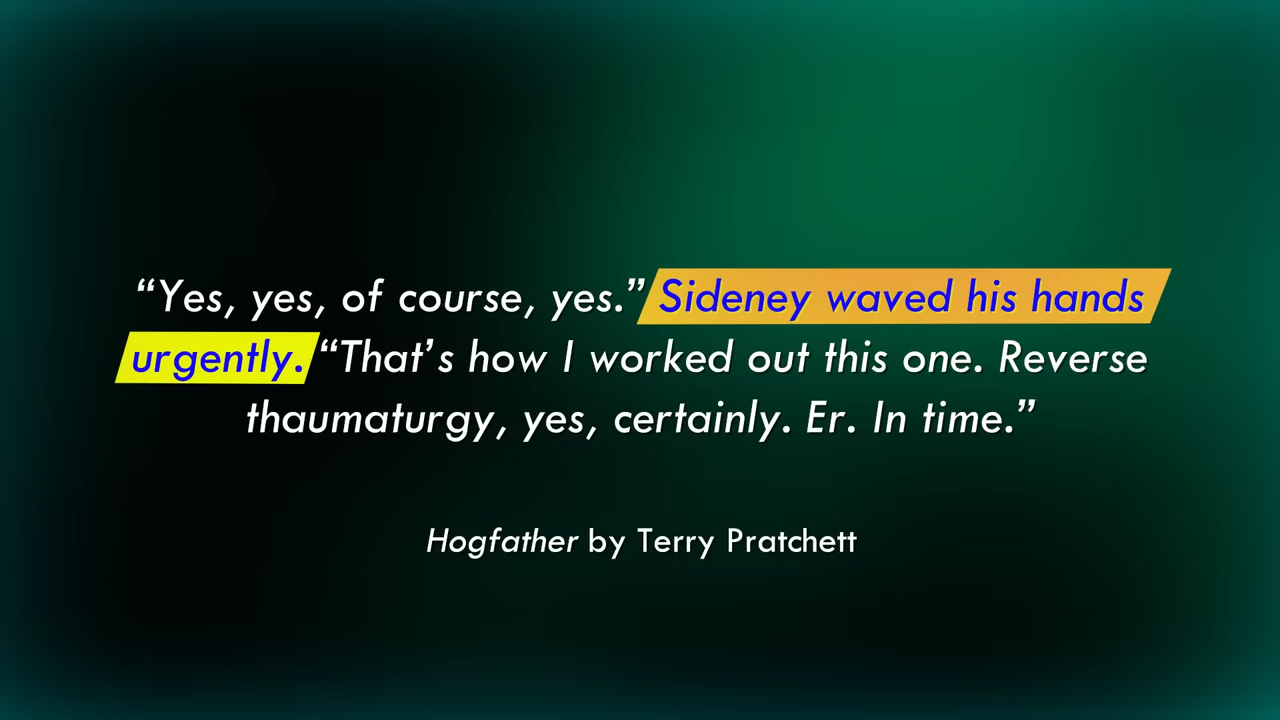 “Yes, yes, of course, yes.” Sideney waved his hands
urgently. “That’s how I worked out this one. Reverse
thaumaturgy, yes, certainly. Er. In time.”
Hogfather by Terry Pratchett